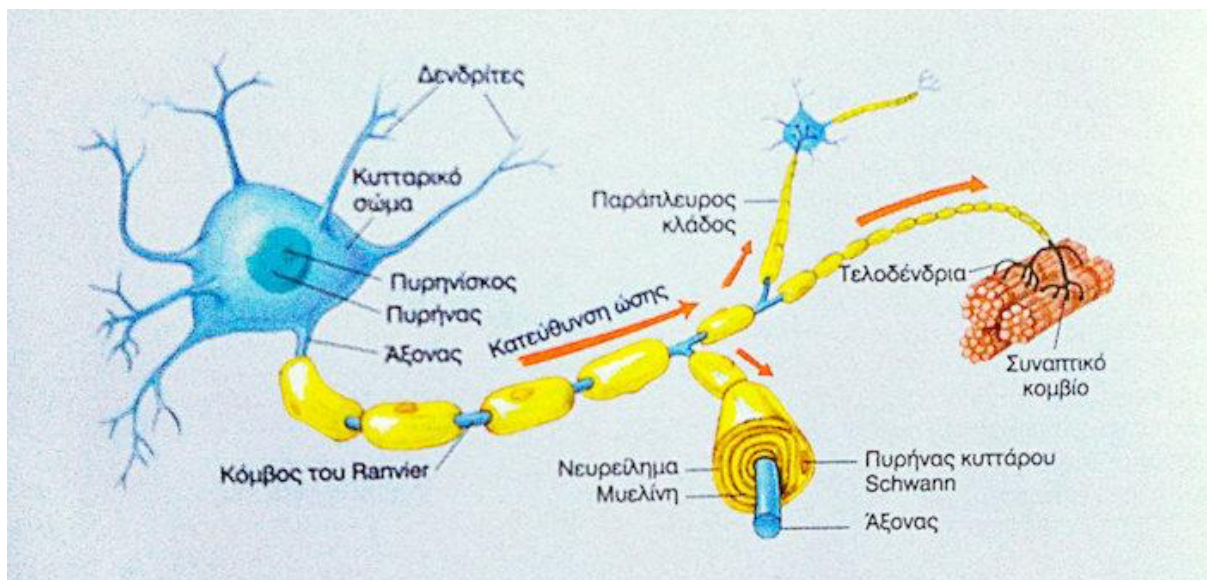 Δενδρίτες
Κυτταρικό
σώμα
Πυρηνίσκος
Πυρήνας
Άξονας
Κατεύθυνση ώσης
Κόμβος του Ranvier
Παράπλευρος
κλάδος
Τελοδένδρια
Συναπτικό
κομβίο
Νευρείλημα
Μυελίνη
Πυρήνας κυττάρου
Schwann
Άξονας